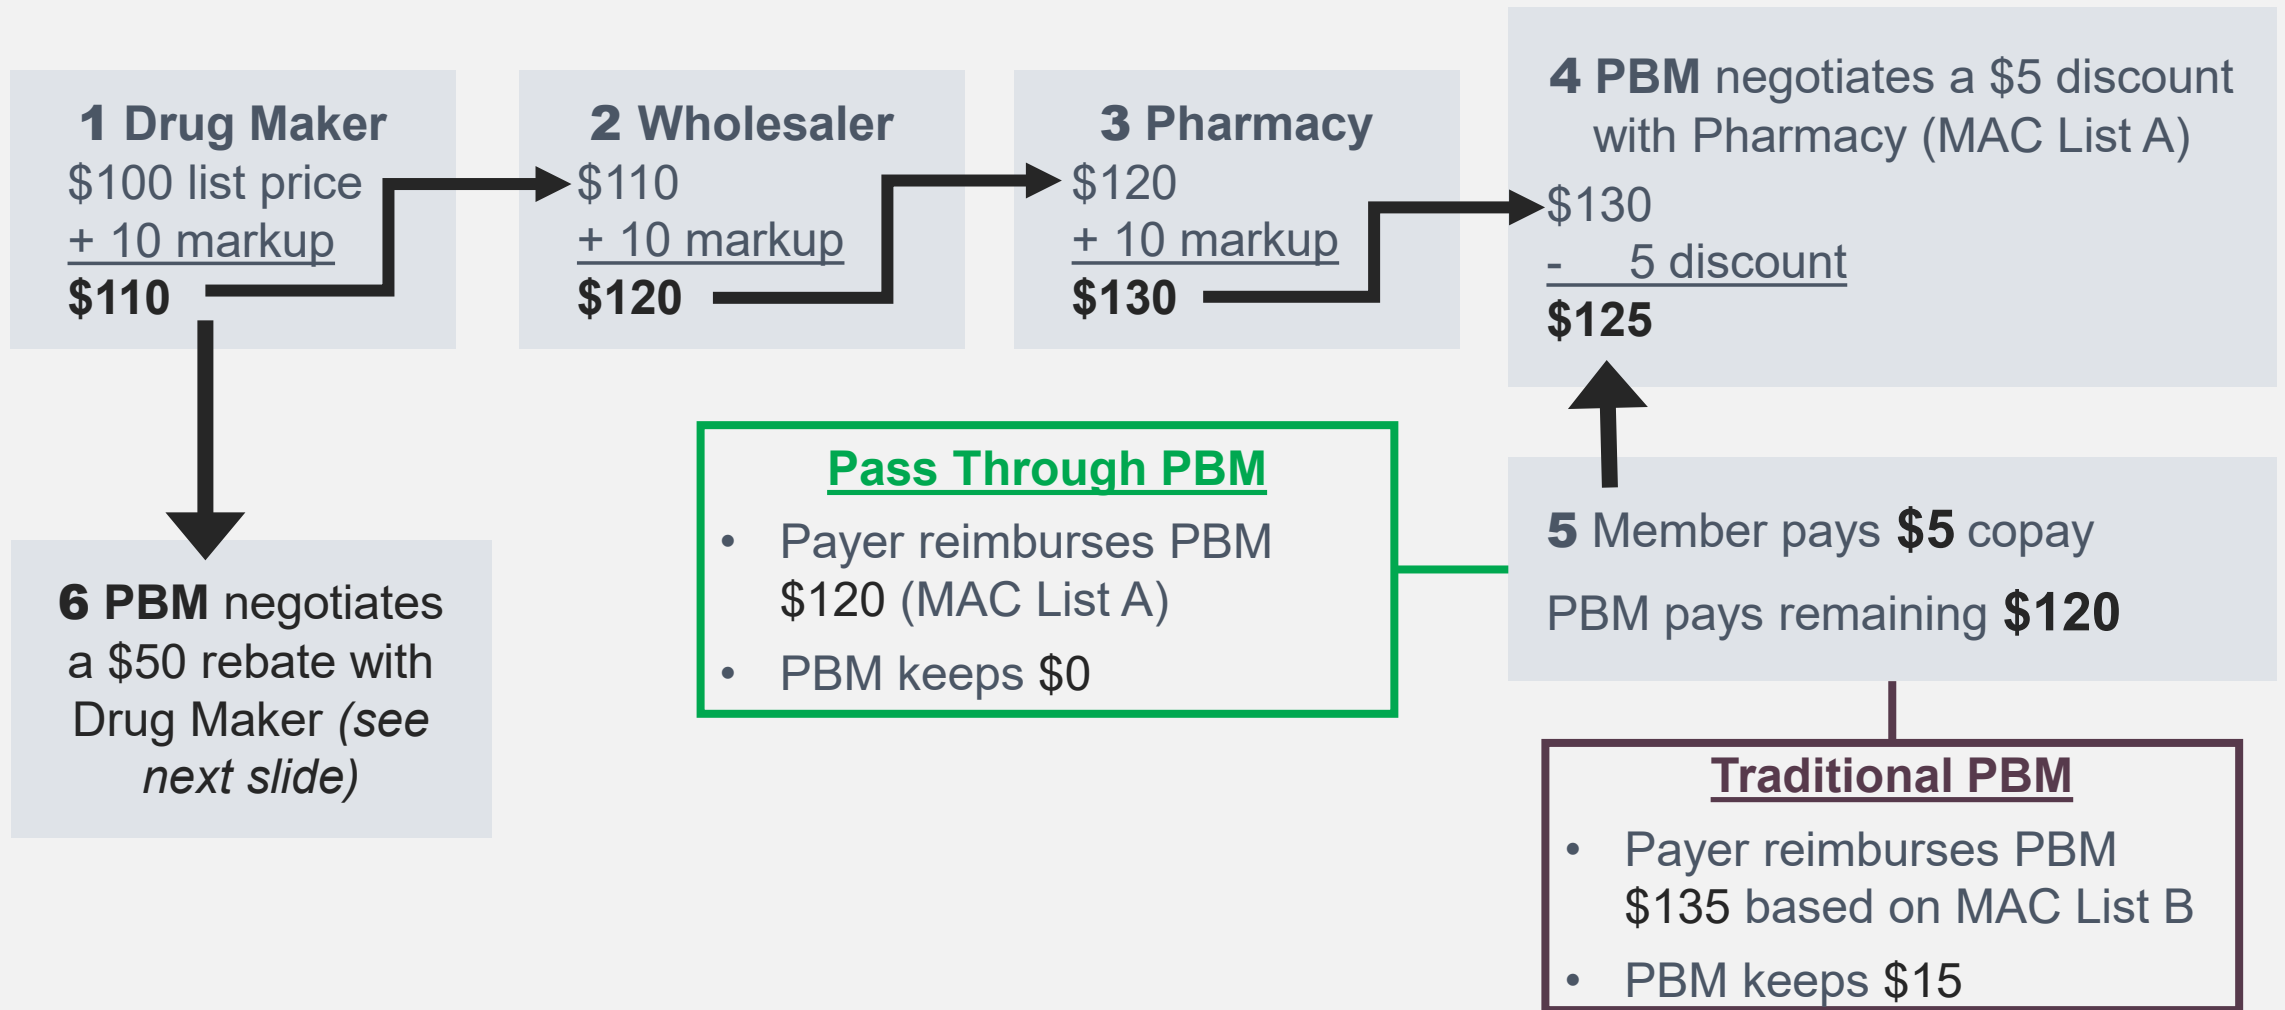 1 Drug Maker
$100 list price
+ 10 markup
$110
2 Wholesaler
$110
+ 10 markup
$120
3 Pharmacy
$120
+ 10 markup
$130
4 PBM negotiates a $5 discount
with Pharmacy (MAC List A)
$130
- 5 discount
$125
5 Member pays $5 copay
PBM pays remaining $120
Pass Through PBM
• Payer reimburses PBM
$120 (MAC List A)
• PBM keeps $0
Traditional PBM
• Payer reimburses PBM
$135 based on MAC List B
• PBM keeps $15
6 PBM negotiates
a $50 rebate with
Drug Maker (see
next slide)